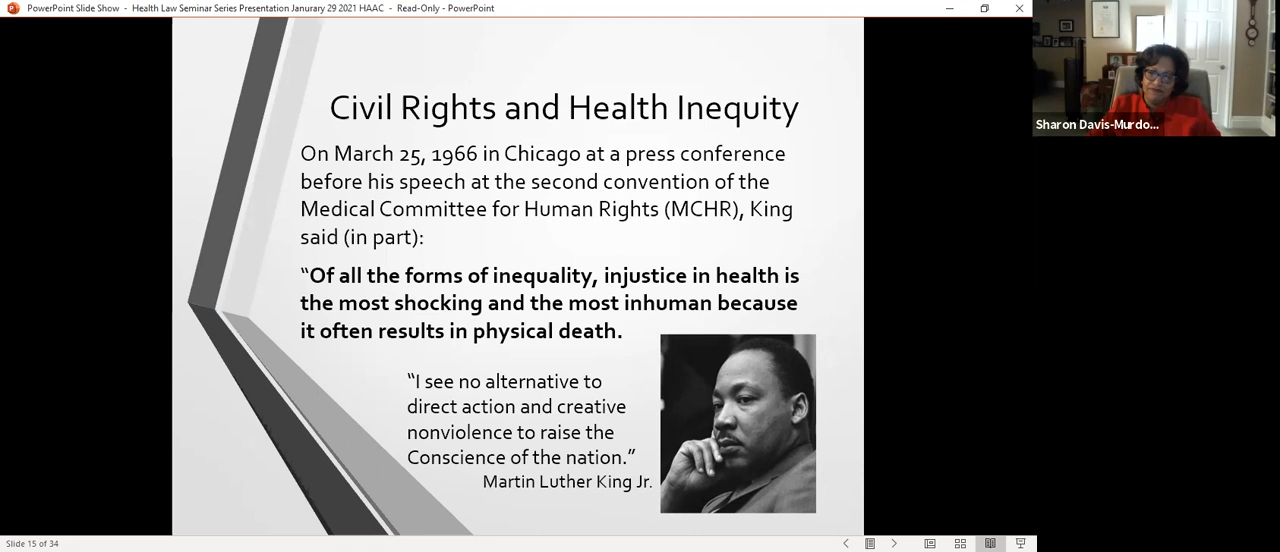 PowerPoint Slide Show - Health Law Seminar Series Presentation Janurary 29 2021 HAAC - Read-Only - PowerPoint
Civil Rights and Health Inequity
On March 25, 1966 in Chicago at a press conference
before his speech at the second convention of the
Medical Committee for Human Rights (MCHR), King
said (in part):
“Of all the forms of inequality, injustice in health is
the most shocking and the most inhuman because
it often results in physical death.
“I see no alternative to
direct action and creative
nonviolence to raise the
Conscience of the nation.”
Martin Luther King Jr.
Sharon Davis-Murdo...
Slide 15 of 34